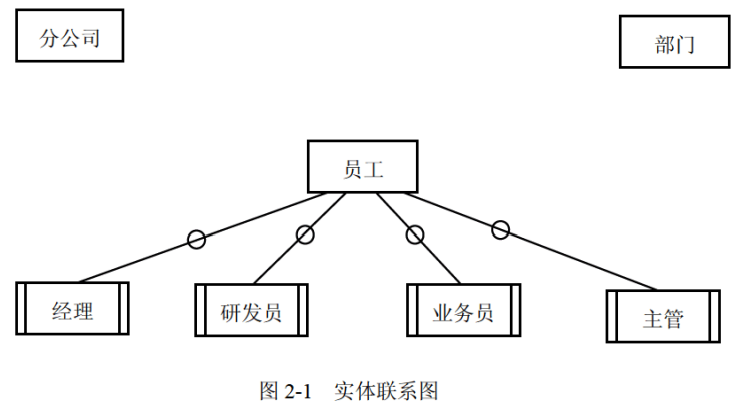 分公司
部门
员工
经理
研发员
业务员
主管
图 2-1 实体联系图